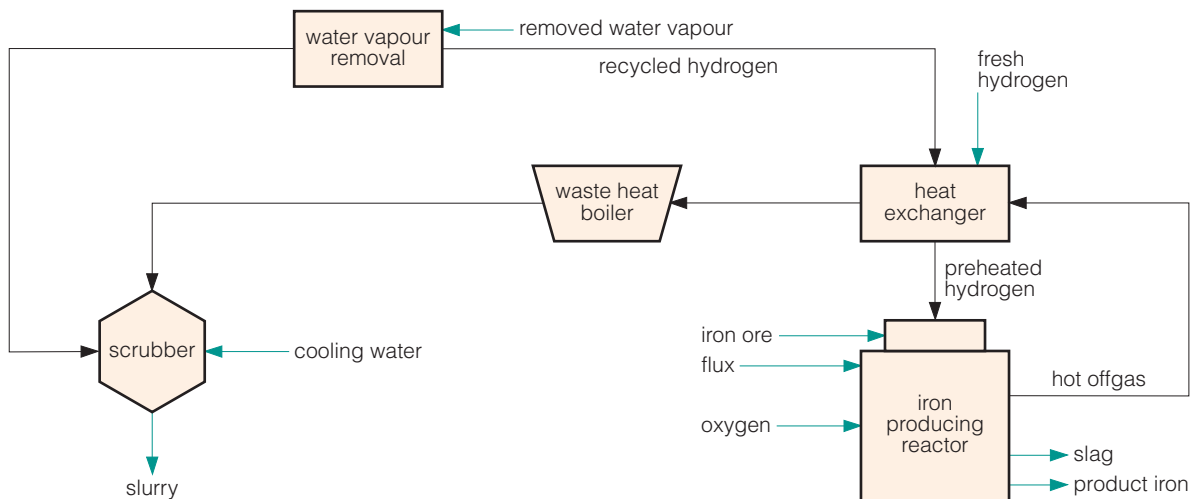 water vapour
removal
removed water vapour
recycled hydrogen
fresh
hydrogen
waste heat
boiler
heat
exchanger
preheated
hydrogen
scrubber
cooling water
iron ore
flux
oxygen
iron
producing
reactor
hot offgas
slag
product iron
slurry